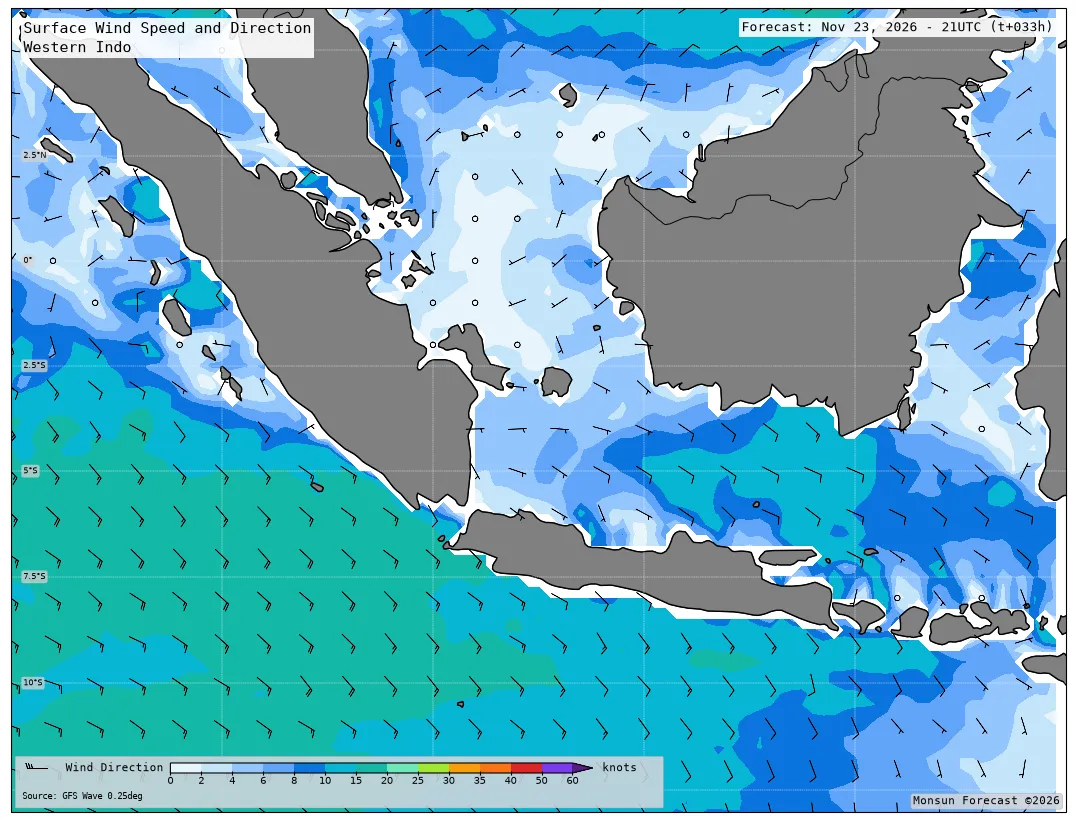 Surface Wind Speed and Direction
Western Indo
Forecast: Nov 23, 2026 - 21UTC (t+033h)
2.5°N
0°
2.5°S
5°S
7.5°S
10°S
Wind Direction
0 2 4 6 8 10 15 20 25 30 35 40 50 60
knots
Source: GFS Wave 0.25deg
Monsun Forecast ©2026